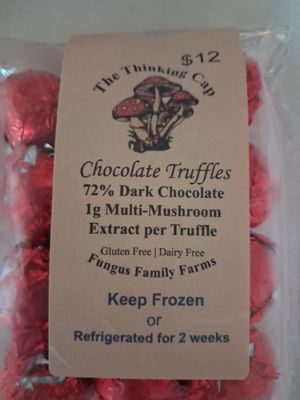 $12
The Thinking Cap
Chocolate Truffles
72% Dark Chocolate
1g Multi-Mushroom
Extract per Truffle
Gluten Free | Dairy Free
Fungus Family Farms
Keep Frozen
or
Refrigerated for 2 weeks